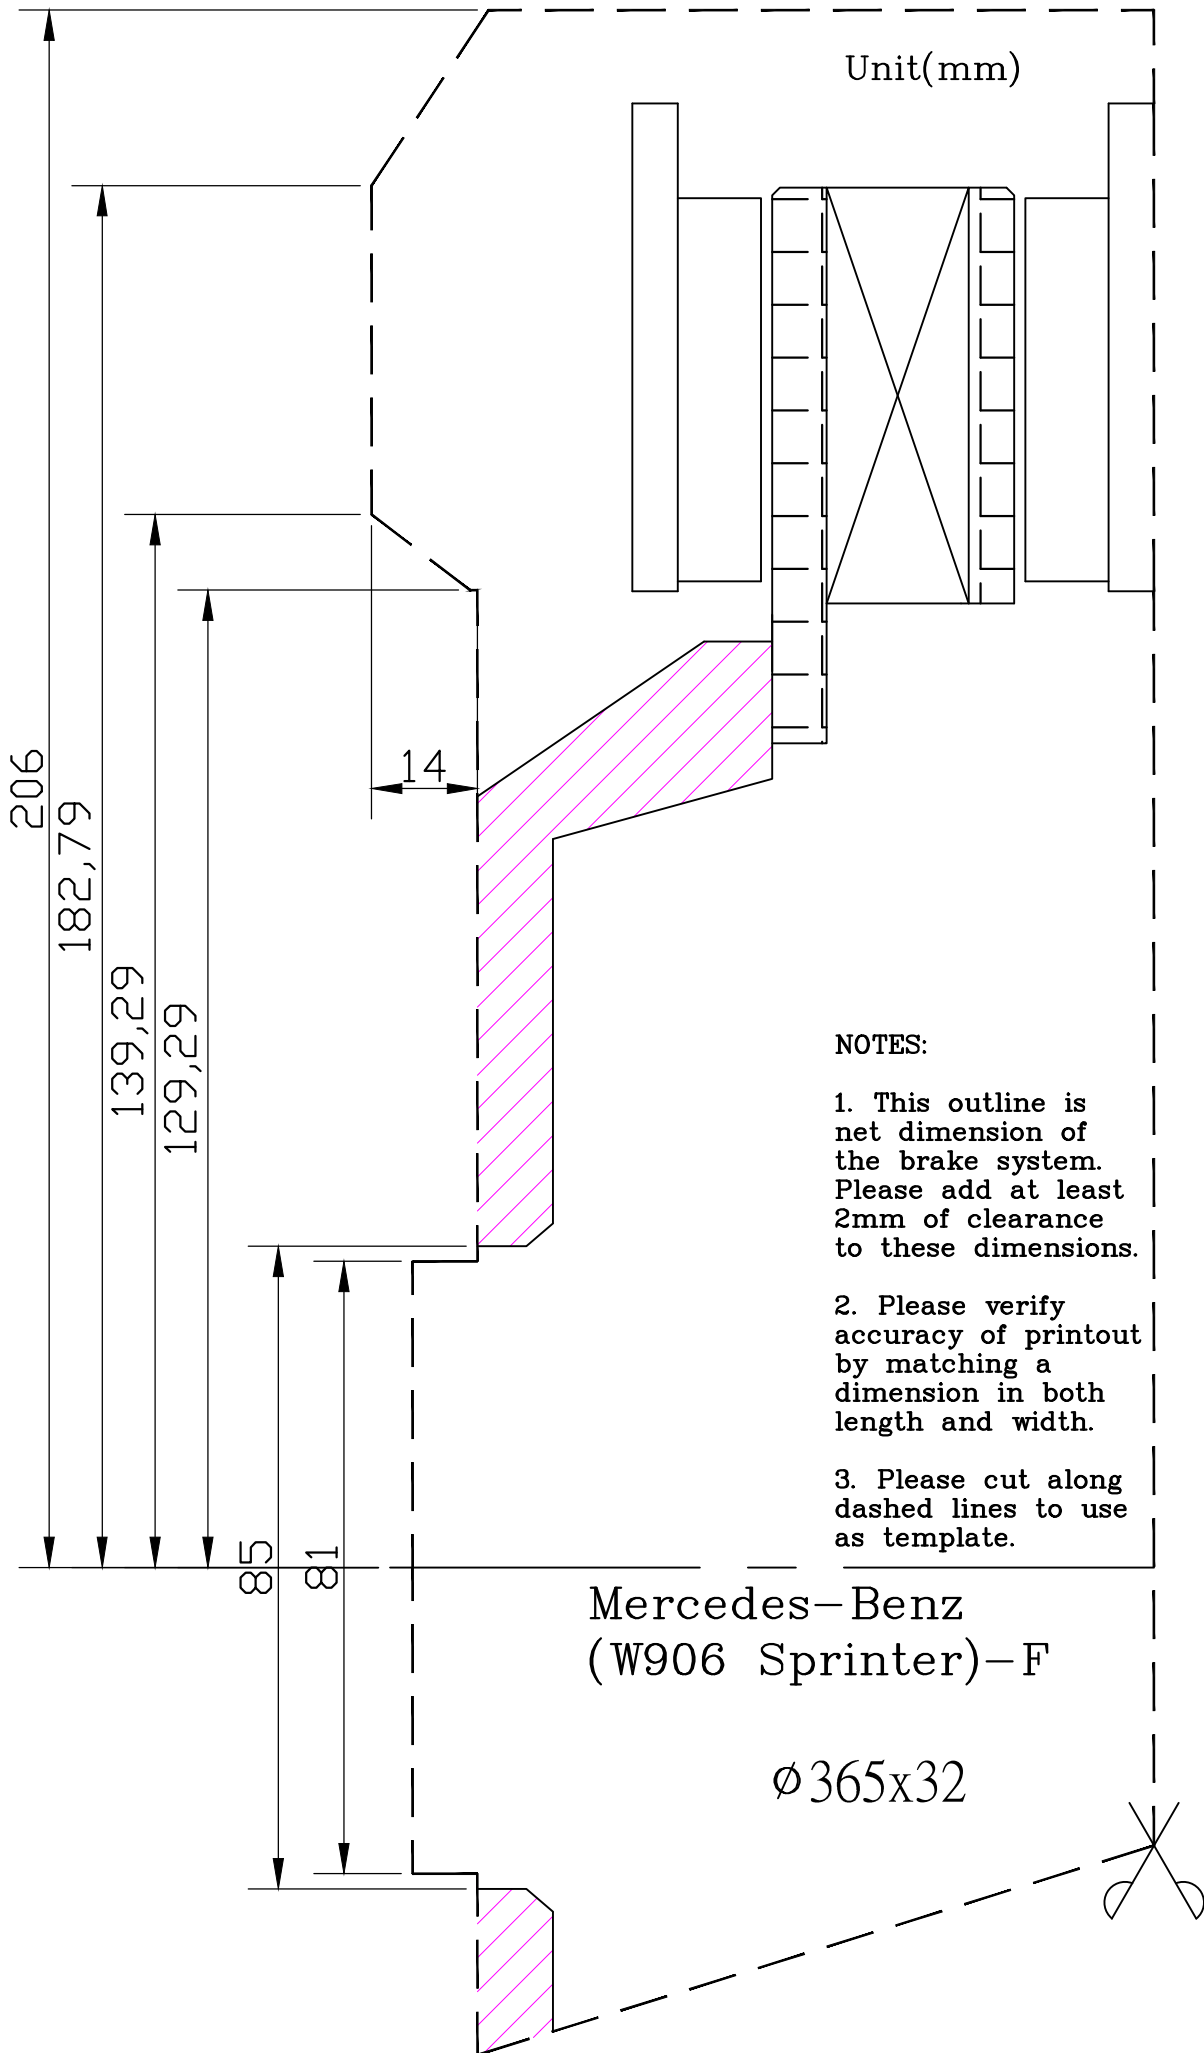 Unit(mm)
206
182,79
139,29
129,29
14
85
81
NOTES:
1. This outline is
net dimension of
the brake system.
Please add at least
2mm of clearance
to these dimensions.
2. Please verify
accuracy of printout
by matching a
dimension in both
length and width.
3. Please cut along
dashed lines to use
as template.
Mercedes-Benz
(W906 Sprinter)-F
Ø365x32